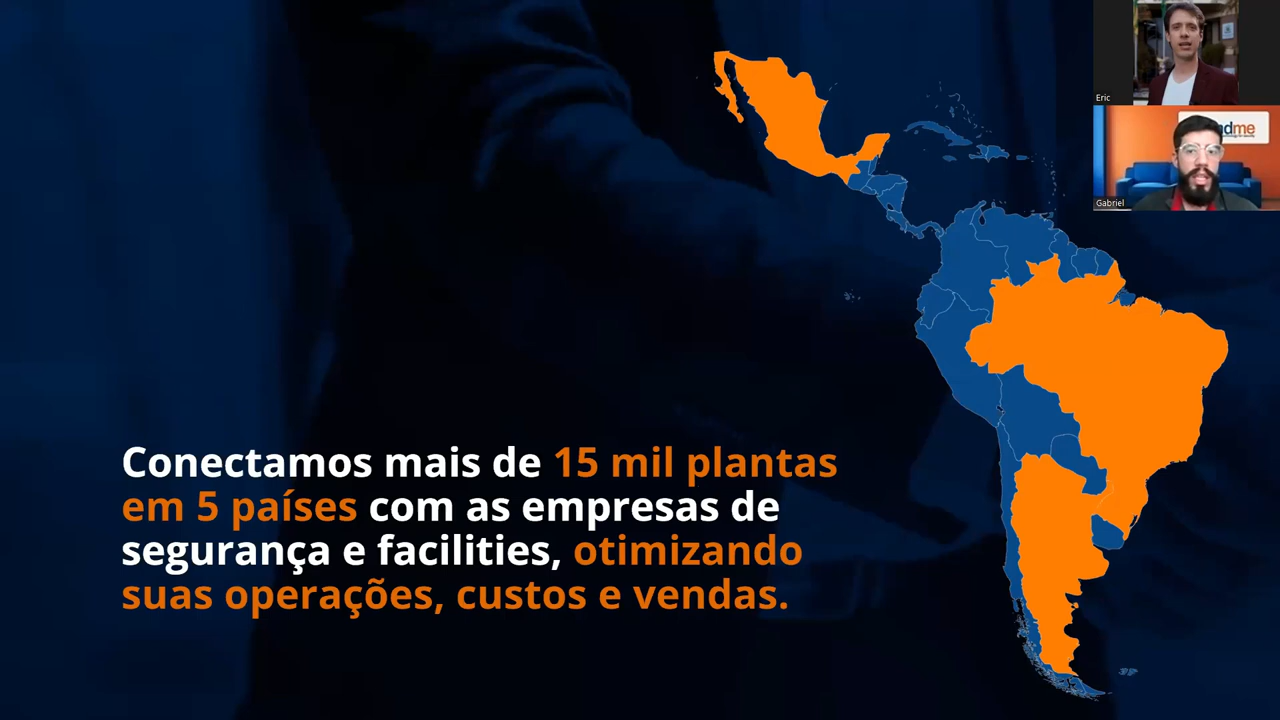 Conectamos mais de 15 mil plantas
em 5 países com as empresas de
segurança e facilities, otimizando
suas operações, custos e vendas.
Eric
Gabriel